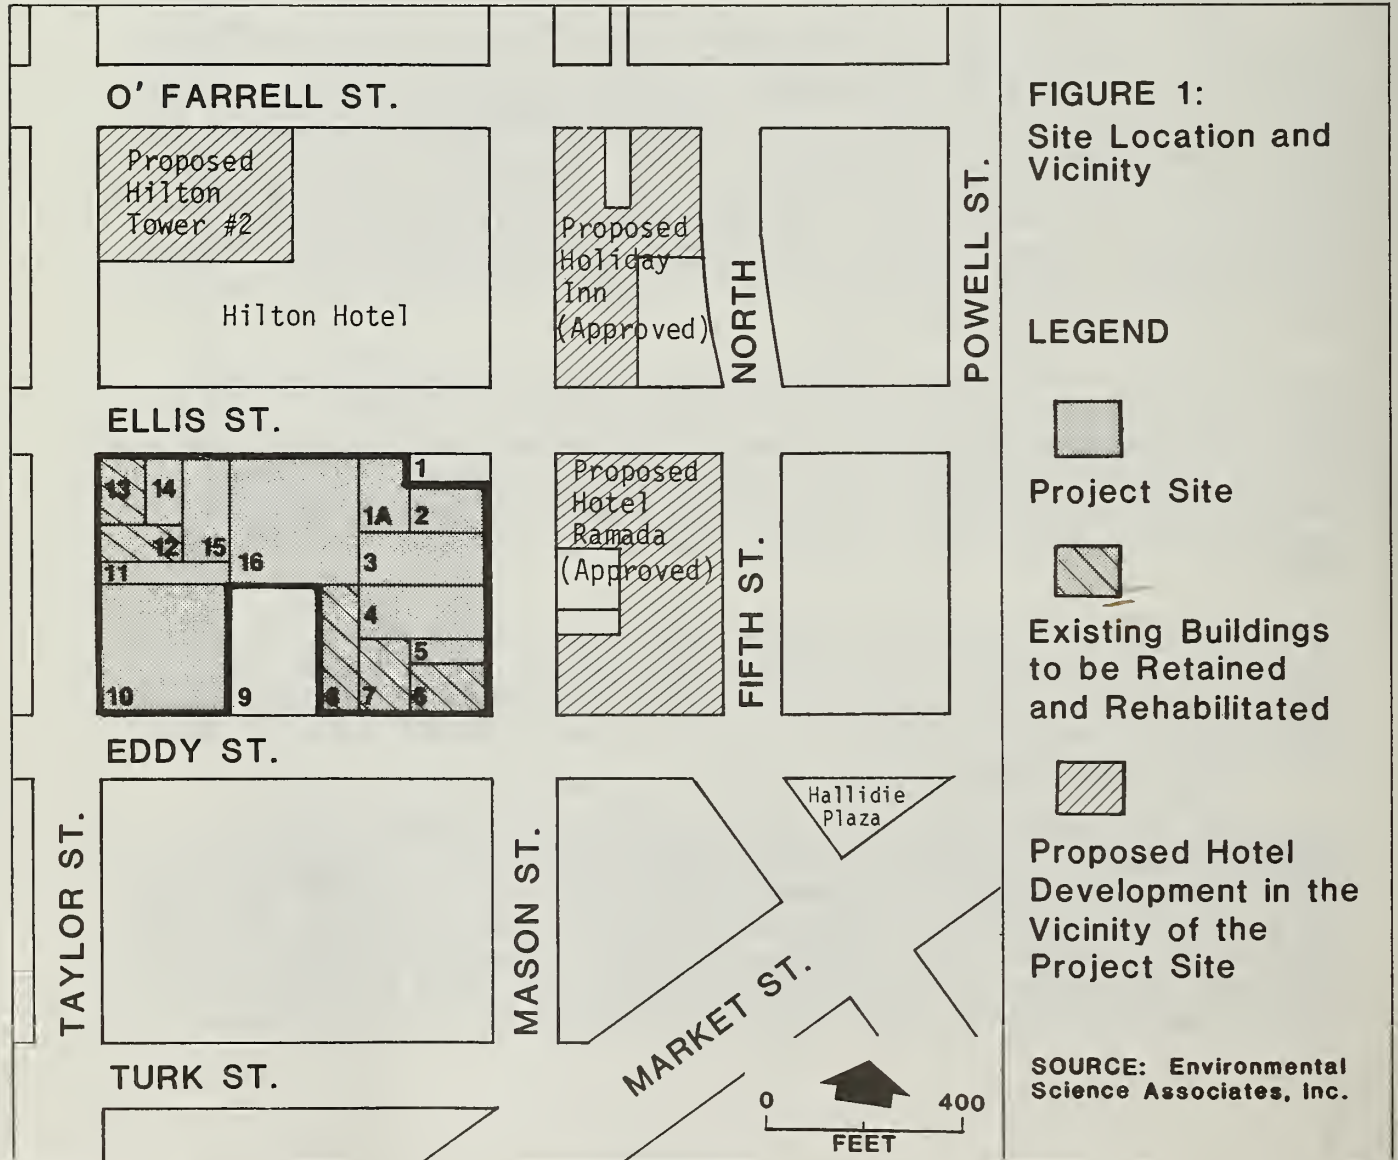 O' FARRELL ST.
Proposed
Hilton
Tower #2
Hilton Hotel
Proposed
Holiday
Inn
(Approved)
NORTH
POWELL ST.
ELLIS ST.
13
14
12
15
11
16
1A
1
2
3
4
5
6
7
8
9
10
Proposed
Hotel
Ramada
(Approved)
FIFTH ST.
EDDY ST.
TAYLOR ST.
MASON ST.
Hallidie
Plaza
MARKET ST.
TURK ST.
0 400
FEET
FIGURE 1:
Site Location and
Vicinity
LEGEND
Project Site
Existing Buildings
to be Retained
and Rehabilitated
Proposed Hotel
Development in the
Vicinity of the
Project Site
SOURCE: Environmental
Science Associates, Inc.